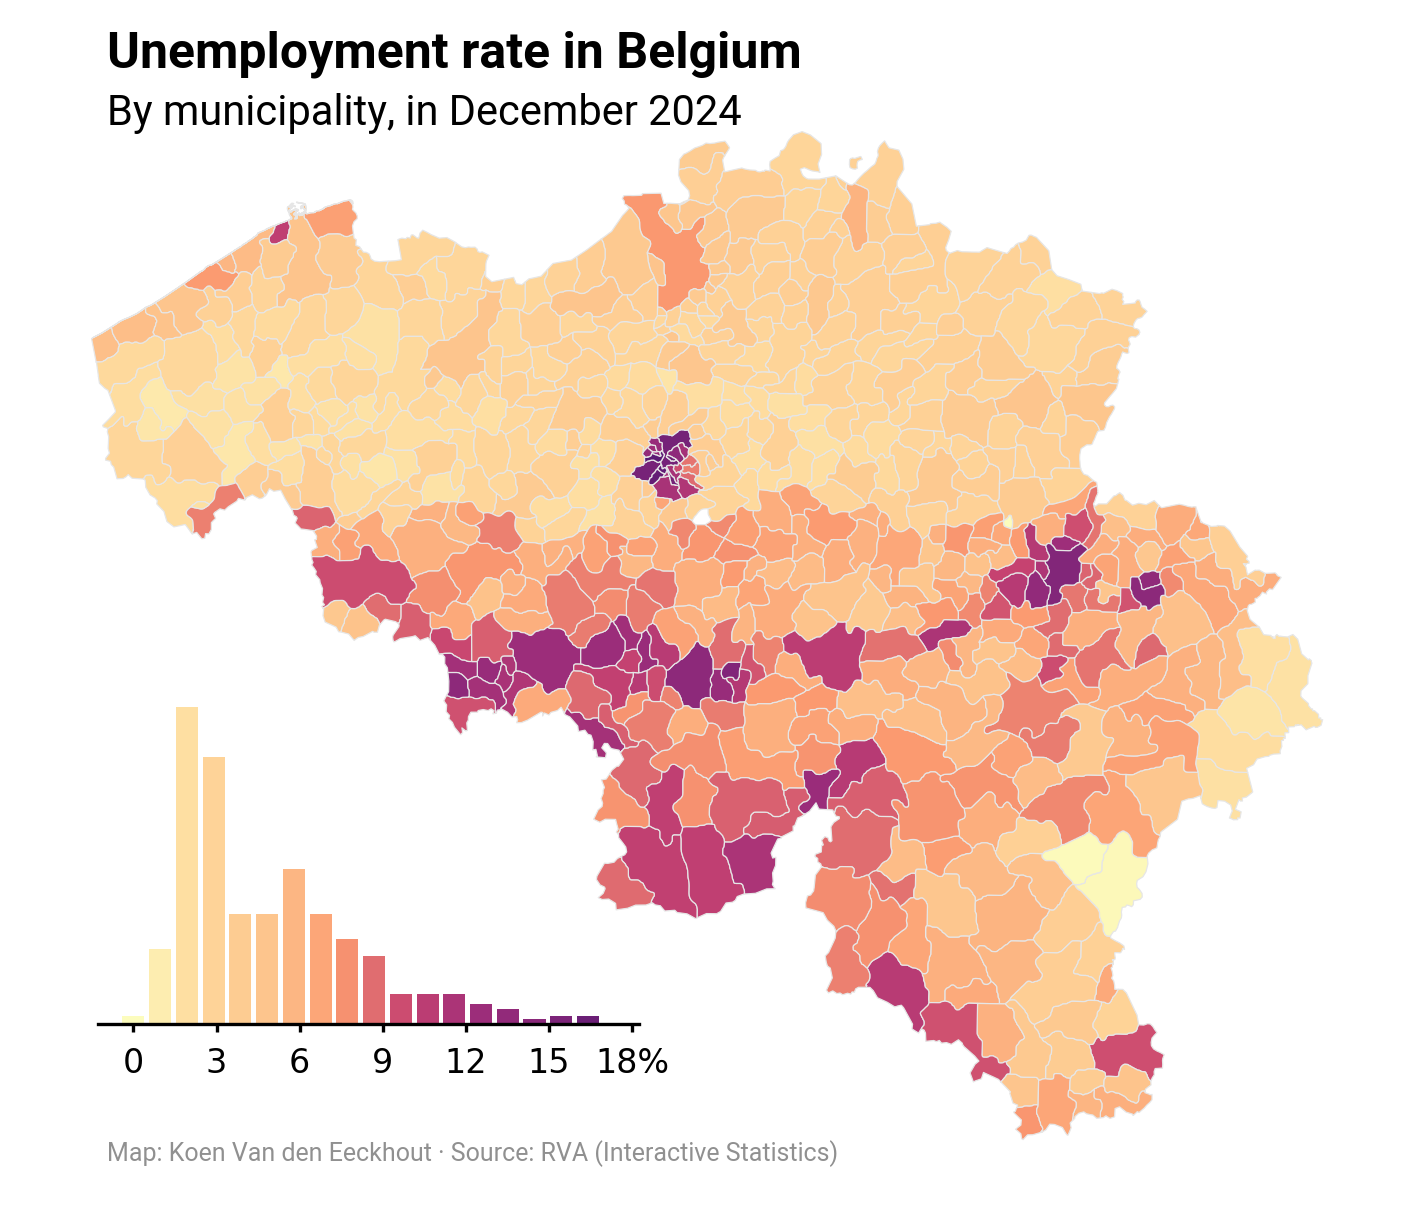 Unemployment rate in Belgium
By municipality, in December 2024
0 3 6 9 12 15 18%
Map: Koen Van den Eeckhout · Source: RVA (Interactive Statistics)